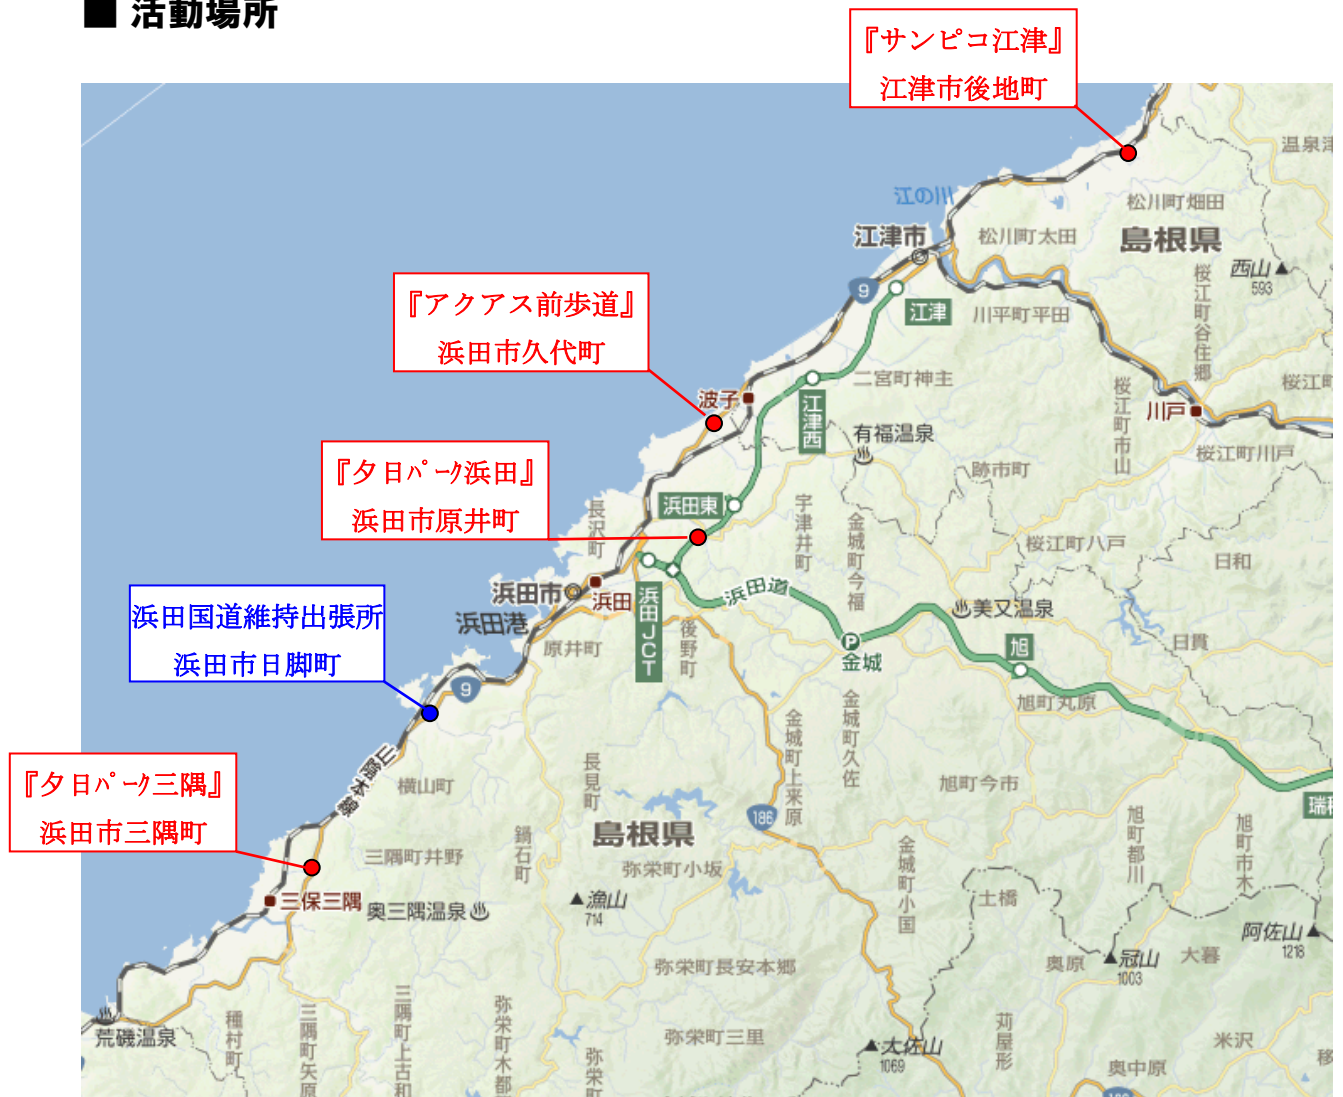 ■ 活動場所
『サンピコ江津』
江津市後地町
温泉津
江の川
松川町畑田
江津市
松川町太田
島根県
西山
593
桜江町谷住郷
9
江津
川平町平田
『アクアス前歩道』
浜田市久代町
二宮町神主
桜江町
波子
江津西
桜江町市山
川戸
有福温泉
桜江町川戸
『夕日ﾊﾟｰｸ浜田』
浜田市原井町
跡市町
浜田東
長沢町
宇津井町
金城町今福
桜江町八戸
日和
浜田市
浜田
浜田JCT
浜田道
美又温泉
浜田国道維持出張所
浜田市日脚町
浜田港
原井町
後野町
P
金城
旭
日貫
9
旭町丸原
金城町上来原
金城町久佐
『夕日ﾊﾟｰｸ三隅』
浜田市三隅町
山陰本線
横山町
長見町
旭町今市
瑞穂
186
島根県
鍋石町
旭町都川
旭町市木
三隅町井野
弥栄町小坂
金城町小国
三保三隅
奥三隅温泉
漁山
714
土橋
阿佐山
1218
弥栄町長安本郷
奥原
冠山
1003
大暮
荒磯温泉
種村町
三隅町矢原
三隅町上古和
弥栄町木都
弥栄町
弥栄町三里
大佐山
1069
苅屋形
米沢
奥中原
移